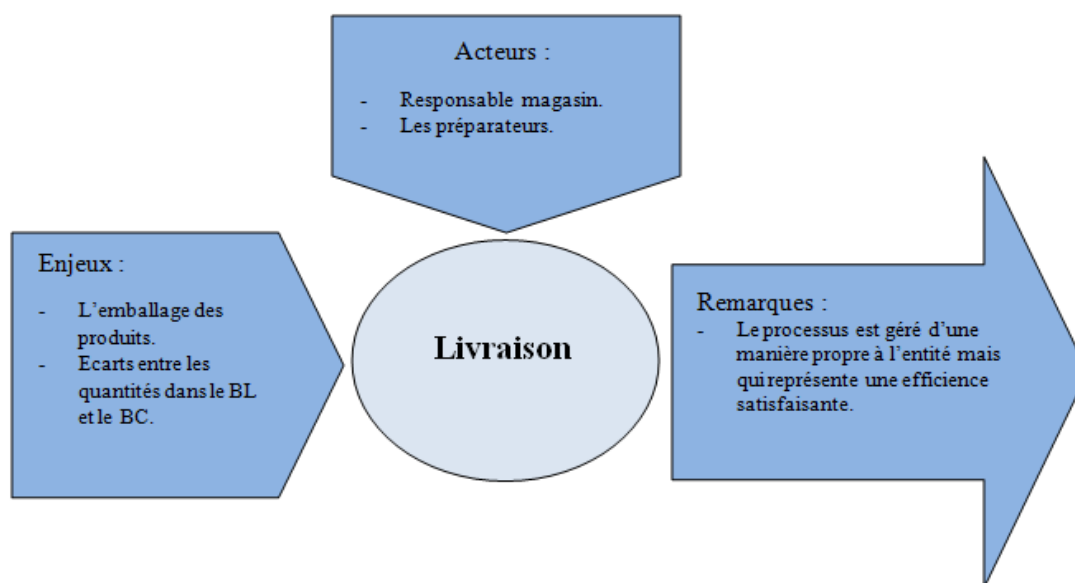 Acteurs :
- Responsable magasin.
- Les préparateurs.
Enjeux :
- L'emballage des
produits.
- Ecarts entre les
quantités dans le BL
et le BC.
Livraison
Remarques :
- Le processus est géré d'une
manière propre à l'entité mais
qui représente une efficience
satisfaisante.